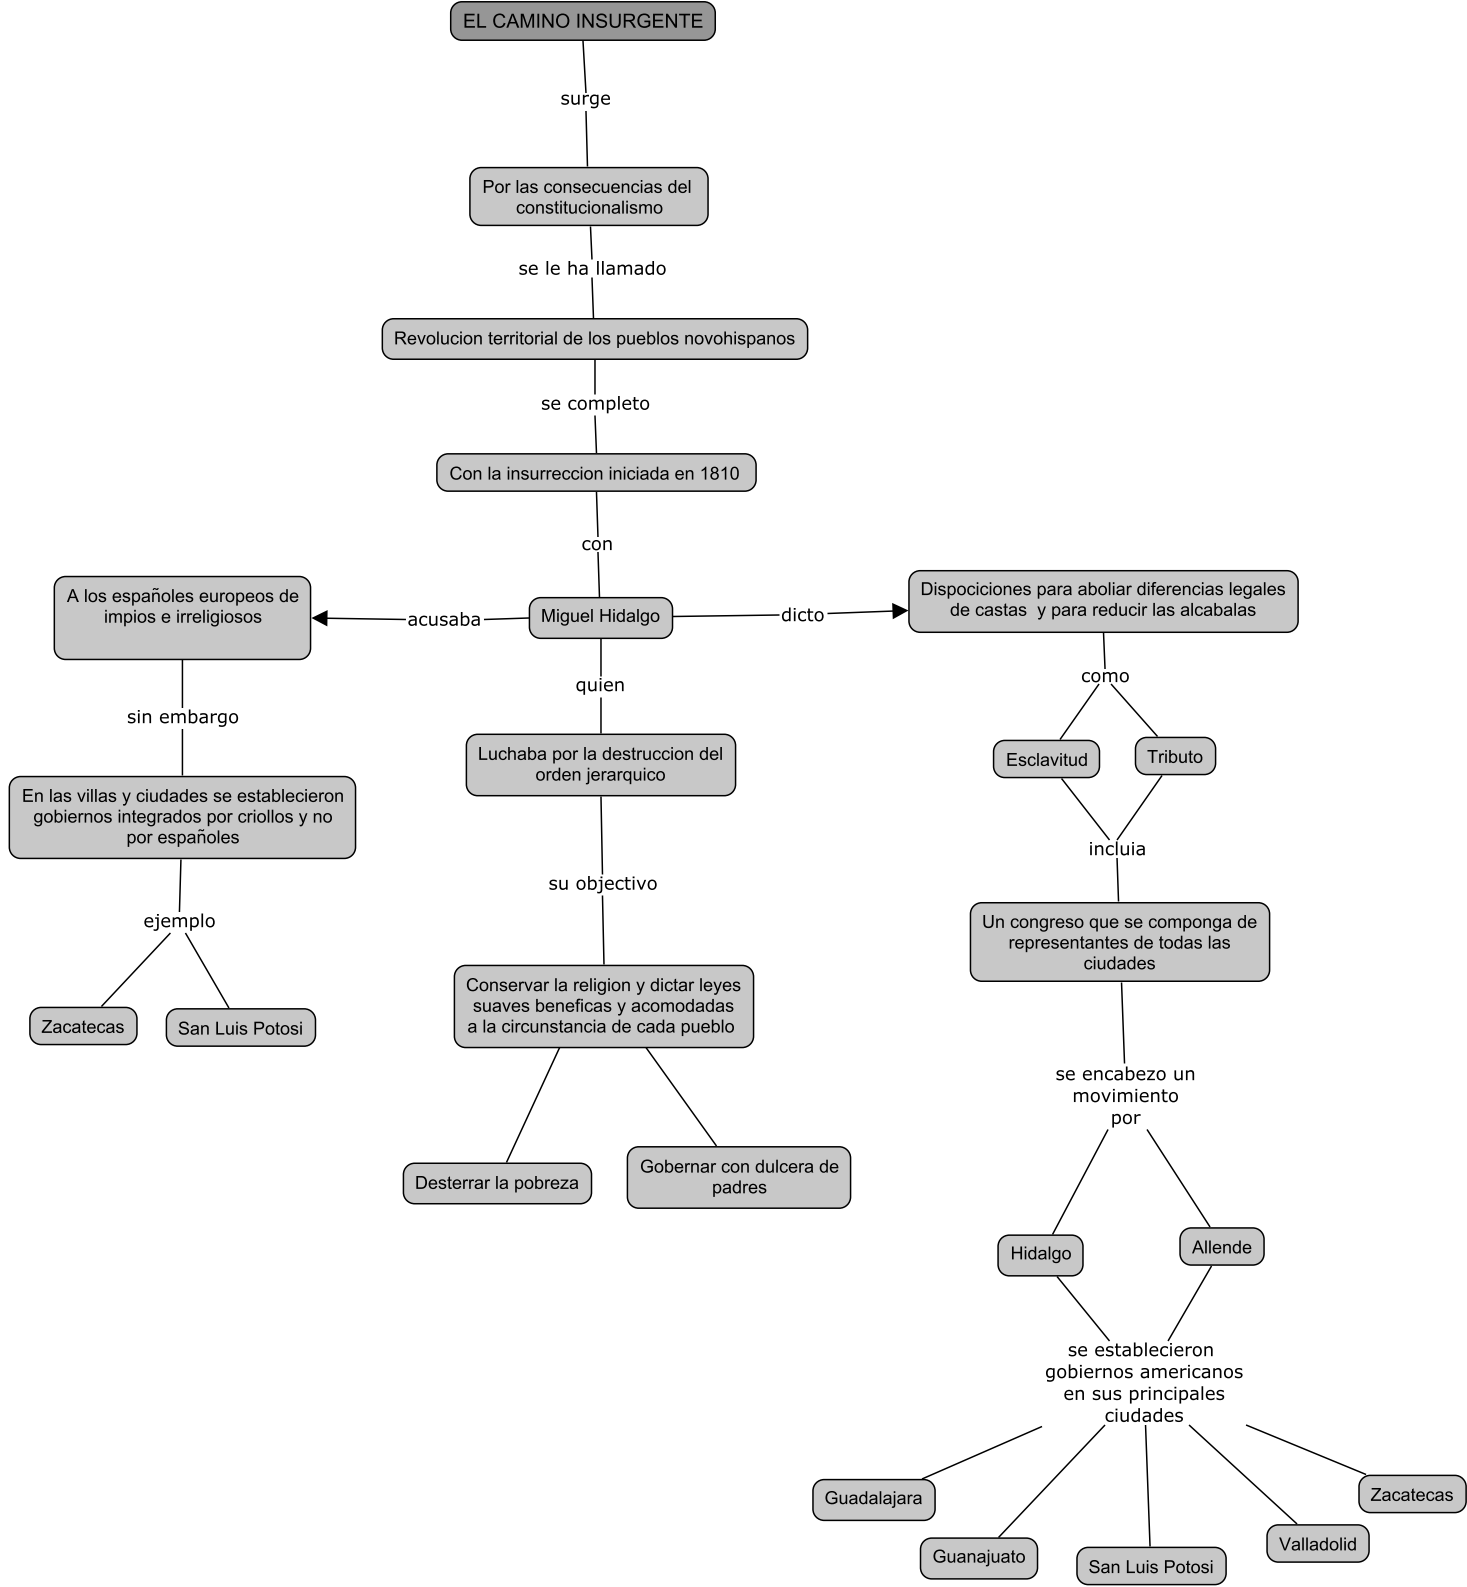 EL CAMINO INSURGENTE
surge
Por las consecuencias del
constitucionalismo
se le ha llamado
Revolucion territorial de los pueblos novohispanos
se completo
Con la insurreccion iniciada en 1810
con
Miguel Hidalgo
acusaba
A los españoles europeos de
impios e irreligiosos
sin embargo
En las villas y ciudades se establecieron
gobiernos integrados por criollos y no
por españoles
ejemplo
Zacatecas
San Luis Potosi
quien
Luchaba por la destruccion del
orden jerarquico
su objectivo
Conservar la religion y dictar leyes
suaves beneficas y acomodadas
a la circunstancia de cada pueblo
Desterrar la pobreza
Gobernar con dulcera de
padres
dicto
Dispociciones para aboliar diferencias legales
de castas y para reducir las alcabalas
como
Esclavitud
Tributo
incluia
Un congreso que se componga de
representantes de todas las
ciudades
se encabezo un
movimiento
por
Hidalgo
Allende
se establecieron
gobiernos americanos
en sus principales
ciudades
Guadalajara
Guanajuato
San Luis Potosi
Valladolid
Zacatecas